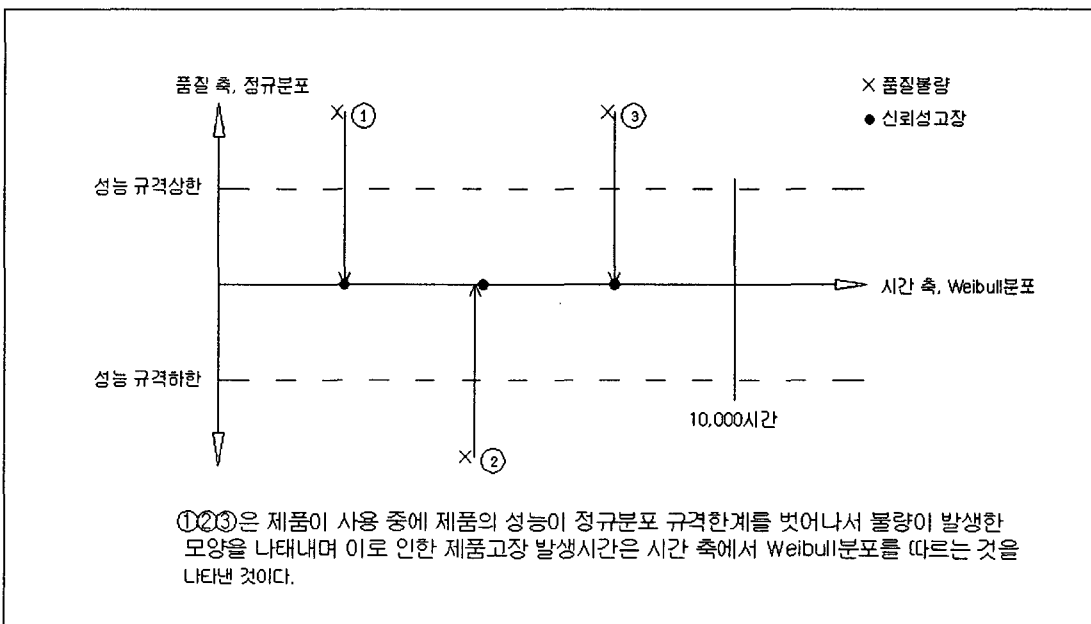 품질 축, 정규분포
× 품질불량
● 신뢰성고장
× ①
× ③
성능 규격상한
시간 축, Weibull분포
성능 규격하한
10,000시간
× ②
①②③은 제품이 사용 중에 제품의 성능이 정규분포 규격한계를 벗어나서 불량이 발생한
모양을 나태내며 이로 인한 제품고장 발생시간은 시간 축에서 Weibull분포를 따르는 것을
나타낸 것이다.